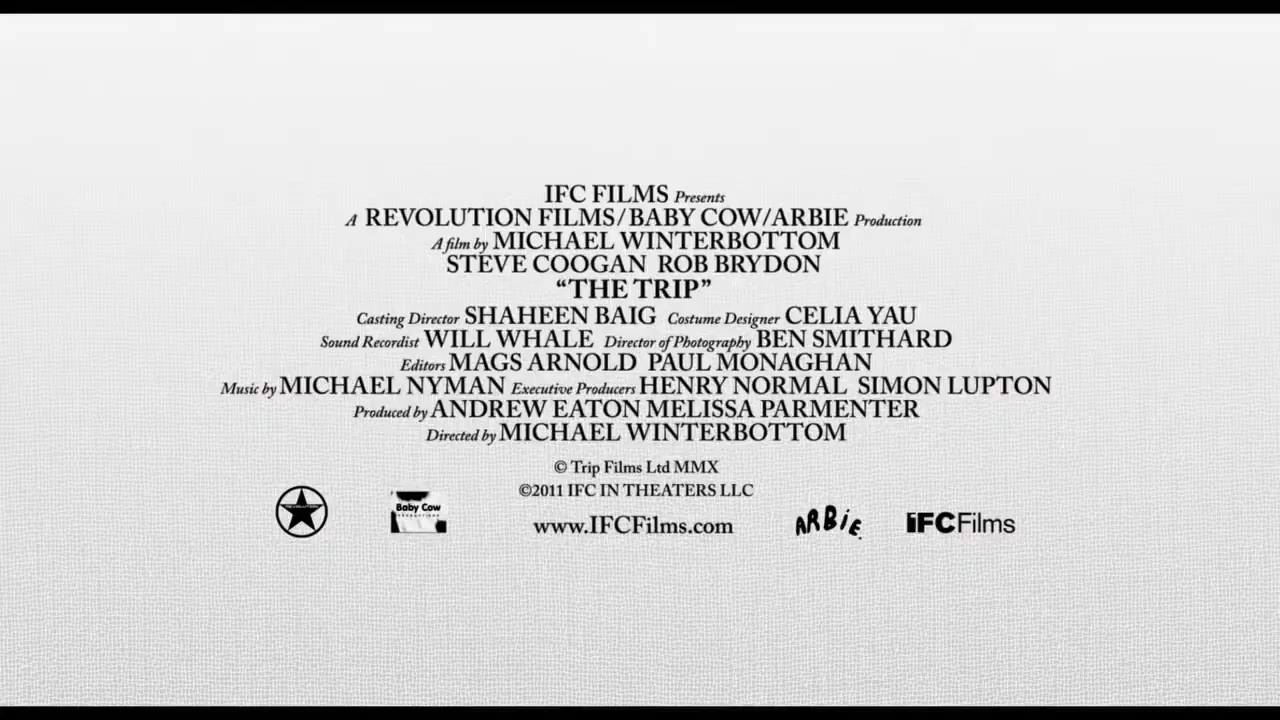 IFC FILMS Presents
A REVOLUTION FILMS/BABY COW/ARBIE Production
A film by MICHAEL WINTERBOTTOM
STEVE COOGAN ROB BRYDON
“THE TRIP”
Casting Director SHAHEEN BAIG Costume Designer CELIA YAU
Sound Recordist WILL WHALE Director of Photography BEN SMITHARD
Editors MAGS ARNOLD PAUL MONAGHAN
Music by MICHAEL NYMAN Executive Producers HENRY NORMAL SIMON LUPTON
Produced by ANDREW EATON MELISSA PARMENTER
Directed by MICHAEL WINTERBOTTOM
© Trip Films Ltd MMX
©2011 IFC IN THEATERS LLC
REVOLUTION
Baby Cow
PRODUCTIONS
www.IFCFilms.com
ARBiE.
iFCFilms